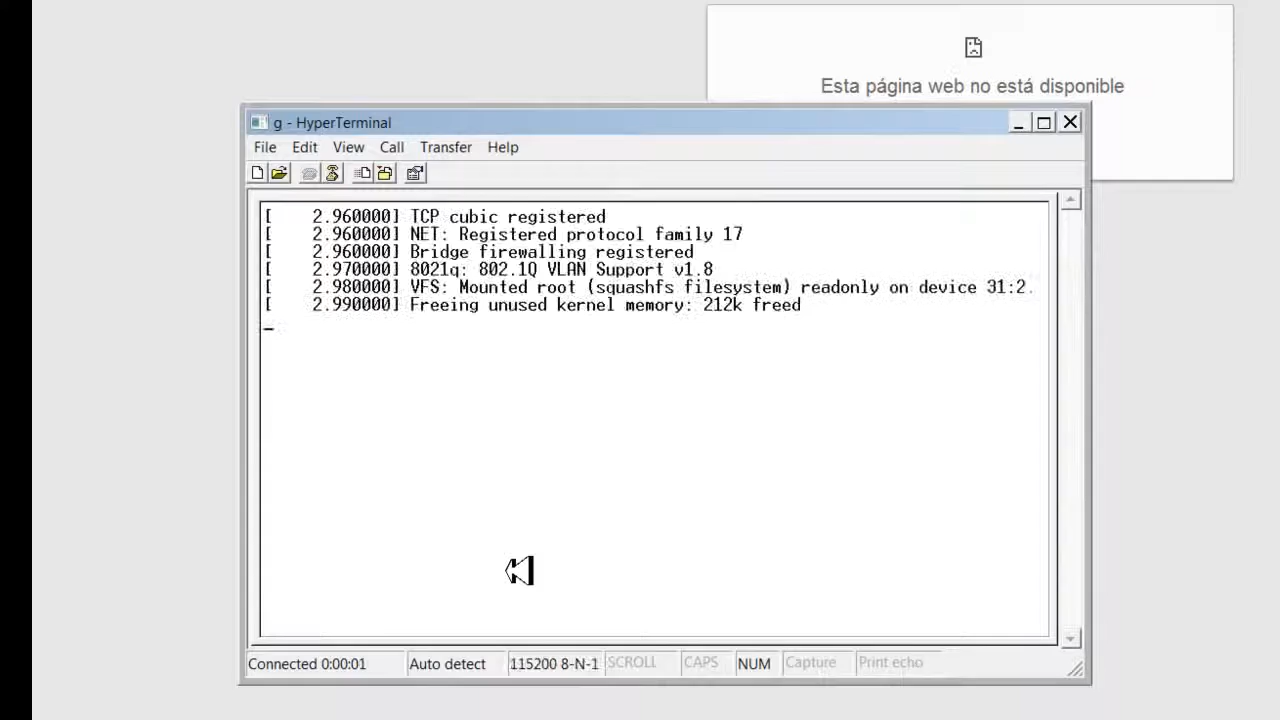 Esta página web no está disponible
g - HyperTerminal
File Edit View Call Transfer Help
[    2.960000] TCP cubic registered
[    2.960000] NET: Registered protocol family 17
[    2.960000] Bridge firewalling registered
[    2.970000] 8021q: 802.1Q VLAN Support v1.8
[    2.980000] VFS: Mounted root (squashfs filesystem) readonly on device 31:2.
[    2.990000] Freeing unused kernel memory: 212k freed
_
Connected 0:00:01 Auto detect 115200 8-N-1 SCROLL CAPS NUM Capture Print echo